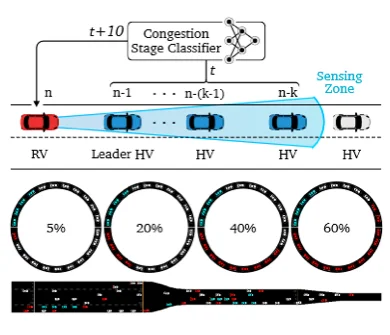 t+10
Congestion
Stage Classifier
t
Sensing
Zone
n n-1 · · · n-(k-1) n-k
RV Leader HV HV HV HV
5% 20% 40% 60%